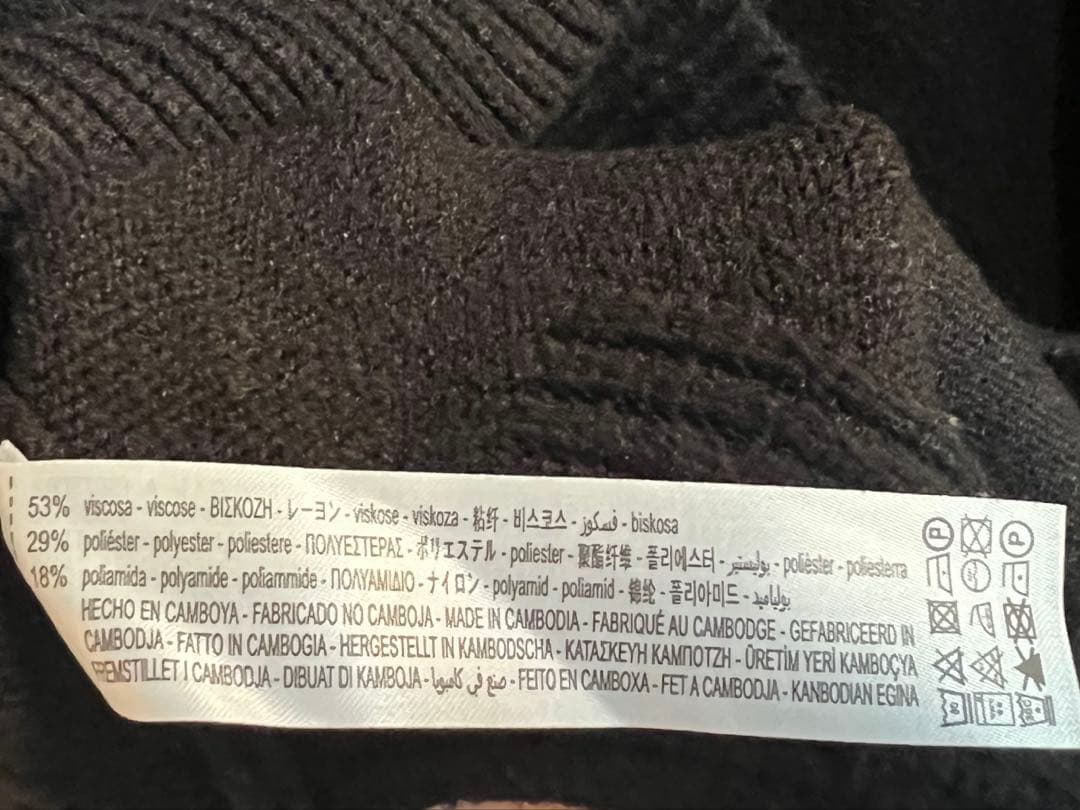 53% viscosa - viscose - ΒΙΣΚΟΖΗ - レーヨン - viskose - viskoza - 粘纤 - 비스코스 - فسكوز - biskosa
29% poliéster - polyester - poliestere - ΠΟΛΥΕΣΤΕΡΑΣ - ポリエステル - poliester - 聚酯纤维 - 폴리에스터 - بوليستر - polièster - poliesterra
18% poliamida - polyamide - poliammide - ΠΟΛΥΑΜΙΔΙΟ - ナイロン - polyamid - poliamid - 锦纶 - 폴리아미드 - بولياميد
HECHO EN CAMBOYA - FABRICADO NO CAMBOJA - MADE IN CAMBODIA - FABRIQUÉ AU CAMBODGE - GEFABRICEERD IN
CAMBODJA - FATTO IN CAMBOGIA - HERGESTELLT IN KAMBODSCHA - ΚΑΤΑΣΚΕΥΗ ΚΑΜΠΟΤΖΗ - ÜRETİM YERİ KAMBOÇYA
FREMSTILLET I CAMBODJA - DIBUAT DI KAMBOJA - صنع في كامبوديا - FEITO EN CAMBOXA - FET A CAMBODJA - KANBODIAN EGINA
P P